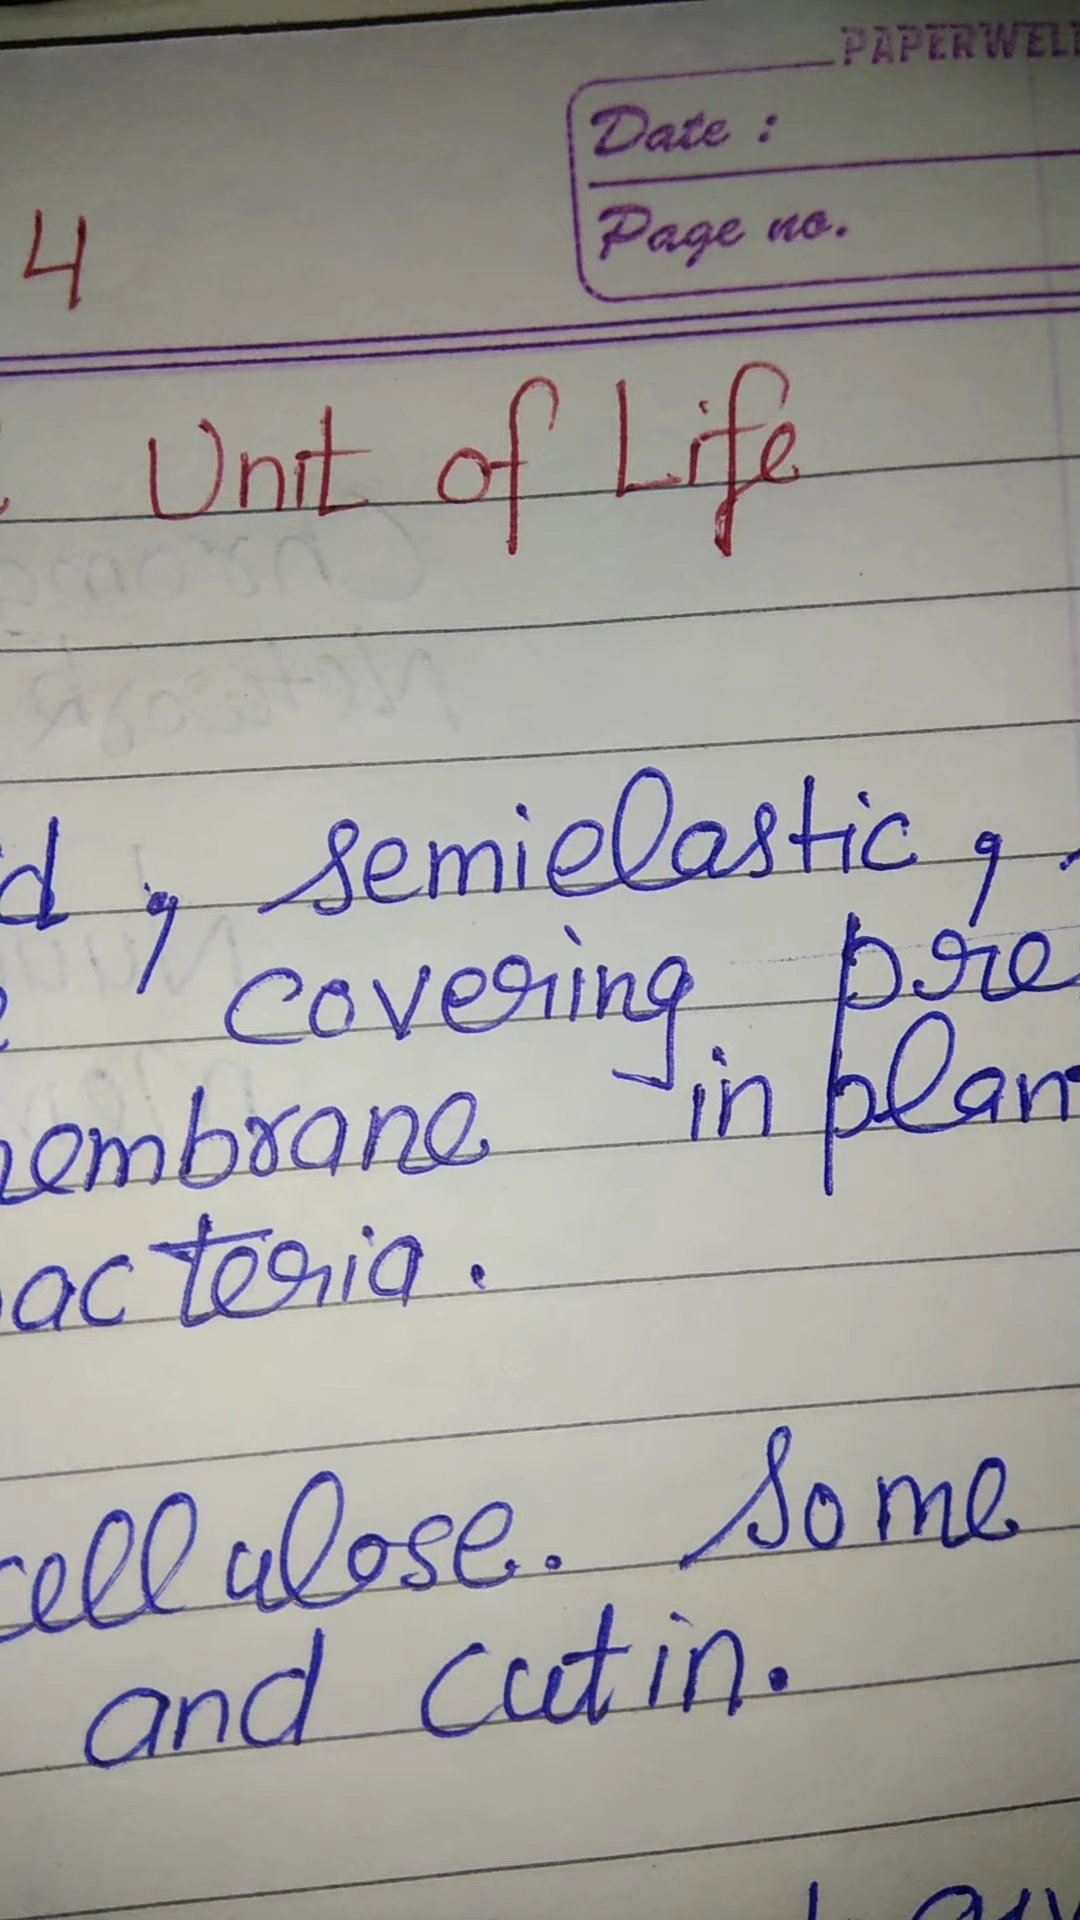 PAPERWEL
Date :
Page no.
4
Unit of Life
d, semielastic,
covering pre
embrane in plan
acteria.
cellulose. Some
and cutin.